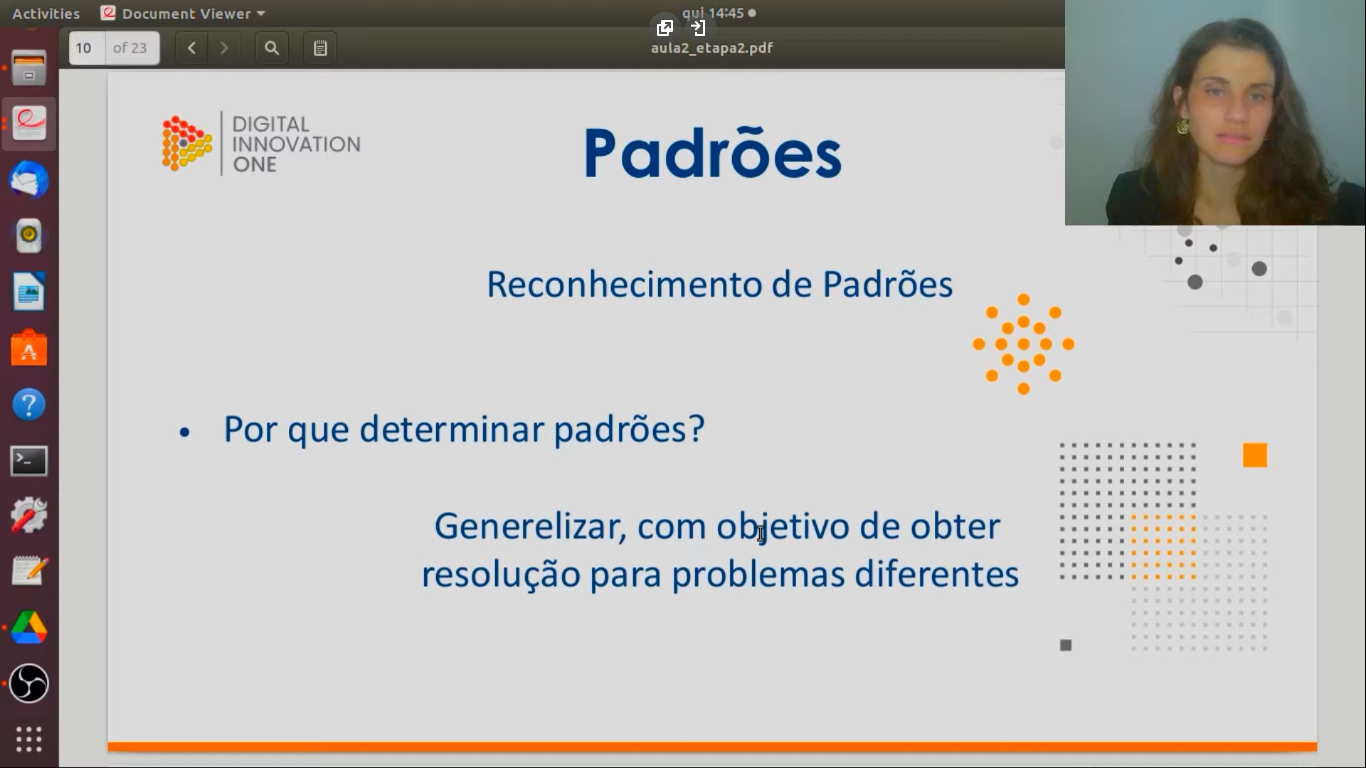 Activities
Document Viewer
qui 14:45
10 of 23
aula2_etapa2.pdf
DIGITAL
INNOVATION
ONE
Padrões
Reconhecimento de Padrões
• Por que determinar padrões?
Generelizar, com objetivo de obter
resolução para problemas diferentes